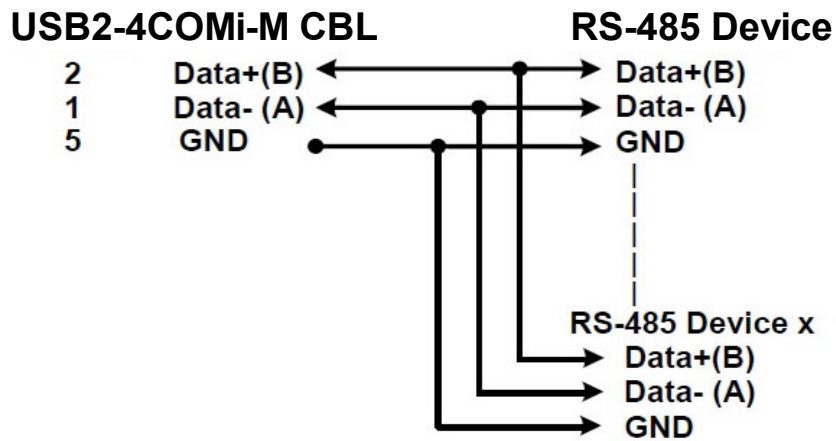 USB2-4COMi-M CBL RS-485 Device
2 Data+(B) Data+(B)
1 Data- (A) Data- (A)
5 GND GND
RS-485 Device x
Data+(B)
Data- (A)
GND